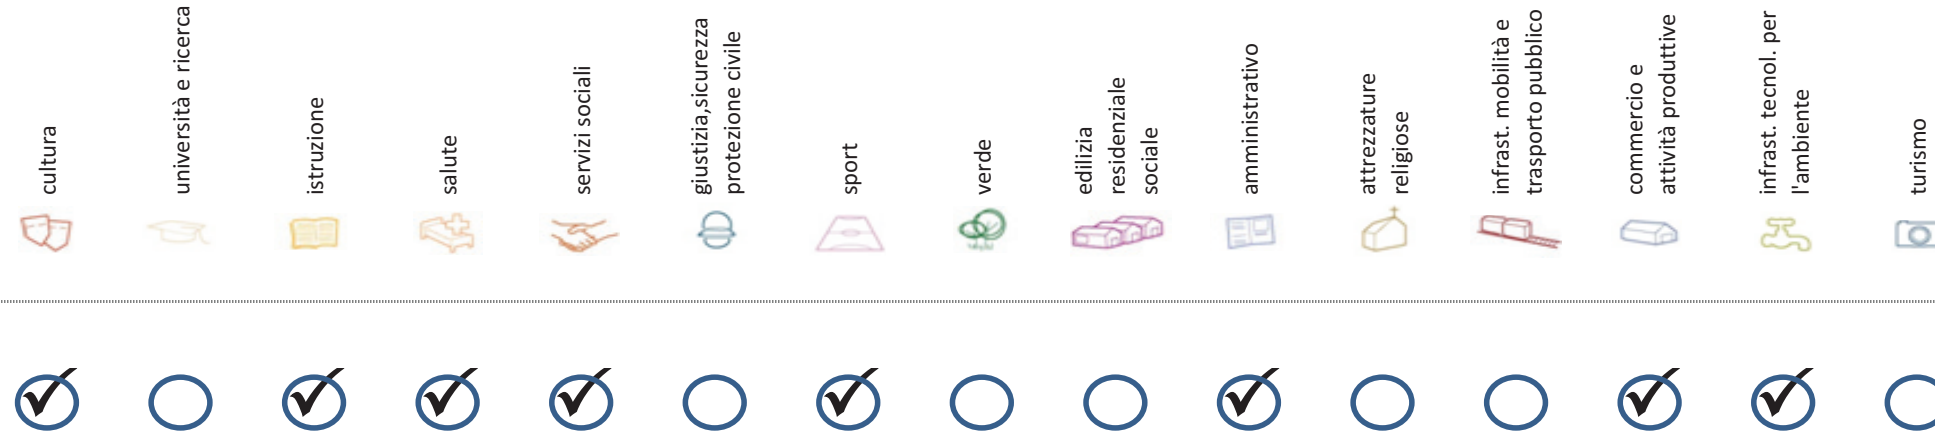 cultura
università e ricerca
istruzione
salute
servizi sociali
giustizia,sicurezza
protezione civile
sport
verde
edilizia
residenziale
sociale
amministrativo
attrezzature
religiose
infrast. mobilità e
trasporto pubblico
commercio e
attività produttive
infrast. tecnol. per
l'ambiente
turismo